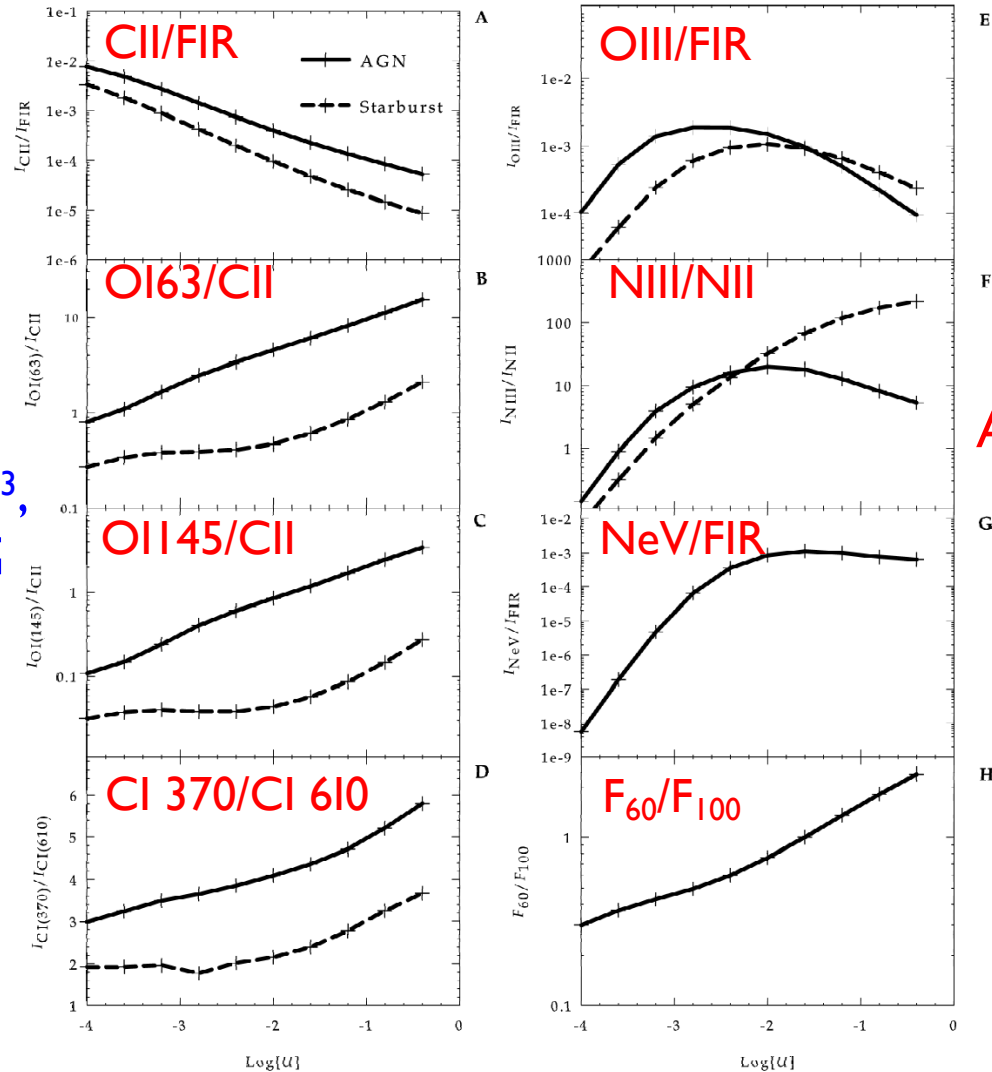 1e-1
1e-2
1e-3
1e-4
1e-5
1e-6
I_CII/I_FIR
CII/FIR
AGN
Starburst
A
10
1
0.1
I_OI(63)/I_CII
OI63/CII
B
3,
1
0.1
I_OI(145)/I_CII
OI145/CII
C
6
5
4
3
2
1
I_CI(370)/I_CI(610)
CI 370/CI 610
D
-4 -3 -2 -1 0
Log{U}
1e-2
1e-3
1e-4
I_OIII/I_FIR
OIII/FIR
E
1000
100
10
1
I_NIII/I_NII
NIII/NII
F
A
1e-2
1e-3
1e-4
1e-5
1e-6
1e-7
1e-8
1e-9
I_NeV/I_FIR
NeV/FIR
G
1
0.1
F60/F100
F60/F100
H
-4 -3 -2 -1 0
Log{U}